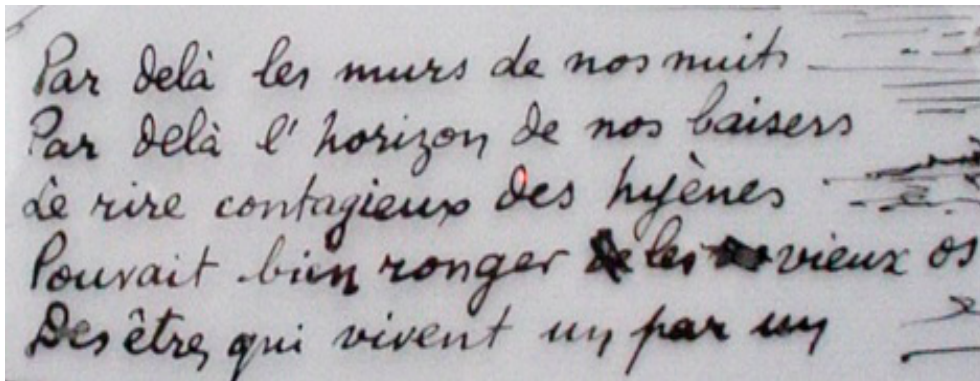 Par delà les murs de nos nuits
Par delà l'horizon de nos baisers
Le rire contagieux des hyènes
Pouvait bien ronger les vieux os
Des êtres qui vivent un par un